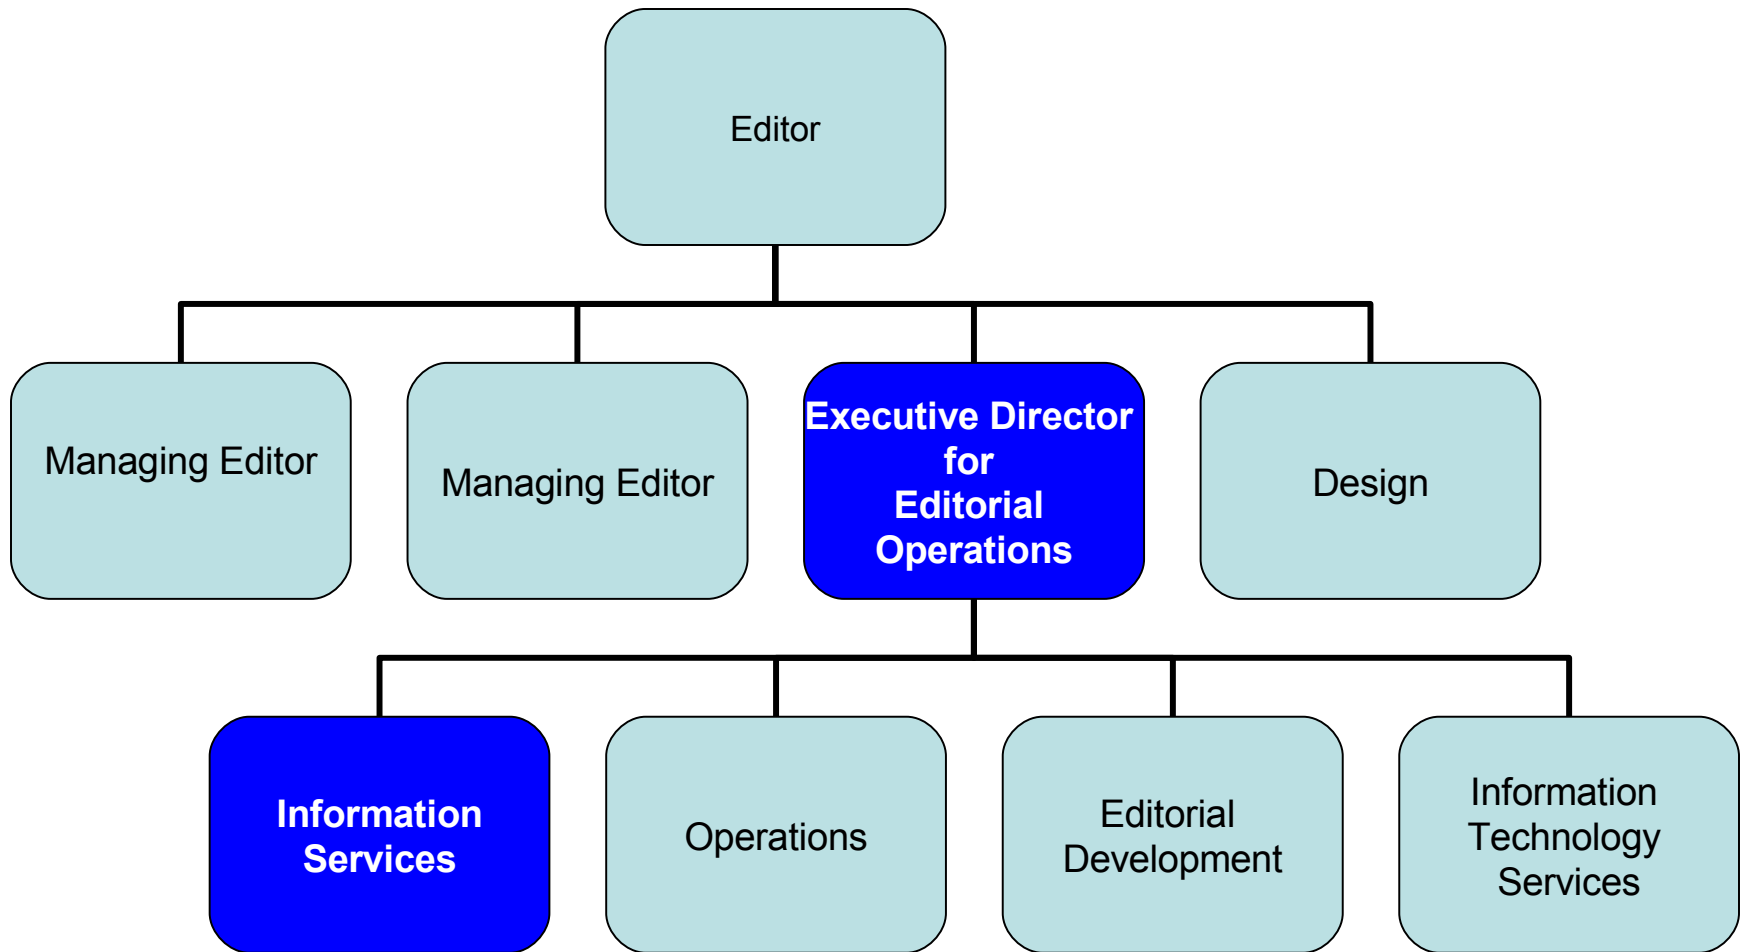 Editor
Managing Editor
Managing Editor
Executive Director
for
Editorial
Operations
Design
Information
Services
Operations
Editorial
Development
Information
Technology
Services